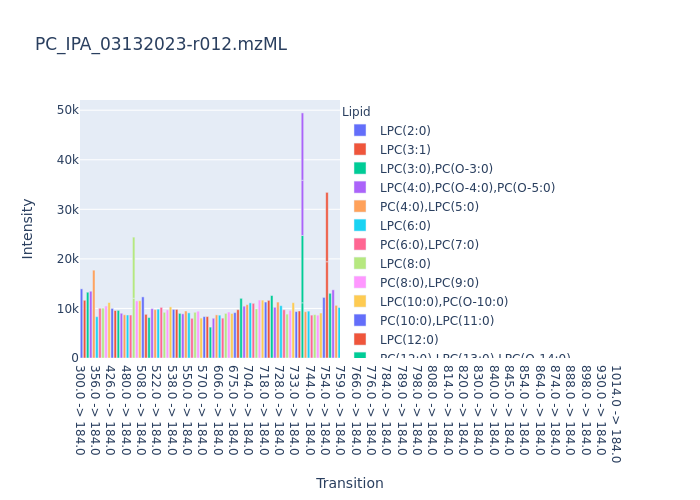 PC_IPA_03132023-r012.mzML
Lipid
LPC(2:0)
LPC(3:1)
LPC(3:0),PC(O-3:0)
LPC(4:0),PC(O-4:0),PC(O-5:0)
PC(4:0),LPC(5:0)
LPC(6:0)
PC(6:0),LPC(7:0)
LPC(8:0)
PC(8:0),LPC(9:0)
LPC(10:0),PC(O-10:0)
PC(10:0),LPC(11:0)
LPC(12:0)
PC(12:0),LPC(13:0),LPC(O-14:0)
50k
40k
30k
20k
10k
0
Intensity
300.0 -> 184.0
356.0 -> 184.0
426.0 -> 184.0
480.0 -> 184.0
508.0 -> 184.0
522.0 -> 184.0
538.0 -> 184.0
550.0 -> 184.0
570.0 -> 184.0
606.0 -> 184.0
675.0 -> 184.0
704.0 -> 184.0
718.0 -> 184.0
728.0 -> 184.0
733.0 -> 184.0
744.0 -> 184.0
754.0 -> 184.0
759.0 -> 184.0
766.0 -> 184.0
776.0 -> 184.0
784.0 -> 184.0
789.0 -> 184.0
798.0 -> 184.0
808.0 -> 184.0
814.0 -> 184.0
820.0 -> 184.0
830.0 -> 184.0
840.0 -> 184.0
845.0 -> 184.0
854.0 -> 184.0
864.0 -> 184.0
874.0 -> 184.0
888.0 -> 184.0
898.0 -> 184.0
930.0 -> 184.0
1014.0 -> 184.0
Transition